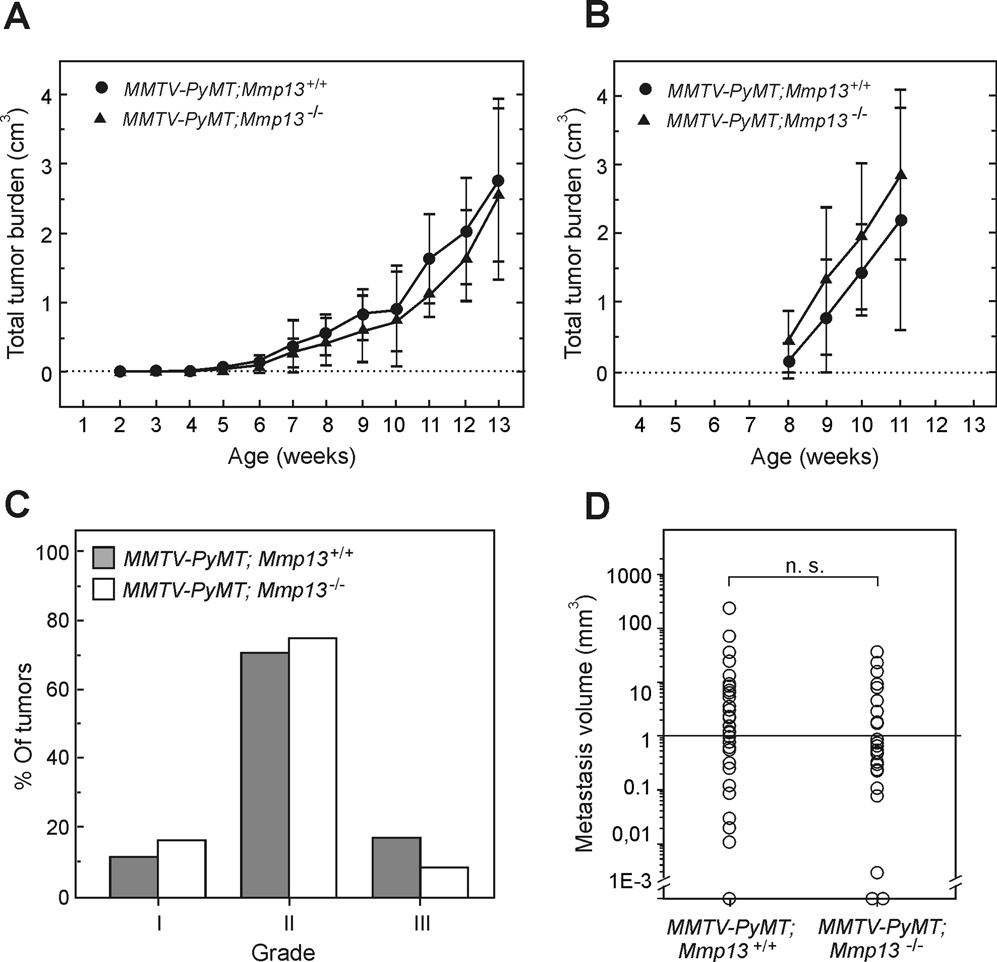 A
MMTV-PyMT;Mmp13+/+
MMTV-PyMT;Mmp13-/-
Total tumor burden (cm3)
4
3
2
1
0
1 2 3 4 5 6 7 8 9 10 11 12 13
Age (weeks)
B
MMTV-PyMT;Mmp13+/+
MMTV-PyMT;Mmp13-/-
Total tumor burden (cm3)
4
3
2
1
0
4 5 6 7 8 9 10 11 12 13
Age (weeks)
C
MMTV-PyMT; Mmp13+/+
MMTV-PyMT; Mmp13-/-
% Of tumors
100
80
60
40
20
0
I II III
Grade
D
n. s.
Metastasis volume (mm3)
1000
100
10
1
0.1
0,01
1E-3
MMTV-PyMT;
Mmp13+/+
MMTV-PyMT;
Mmp13-/-